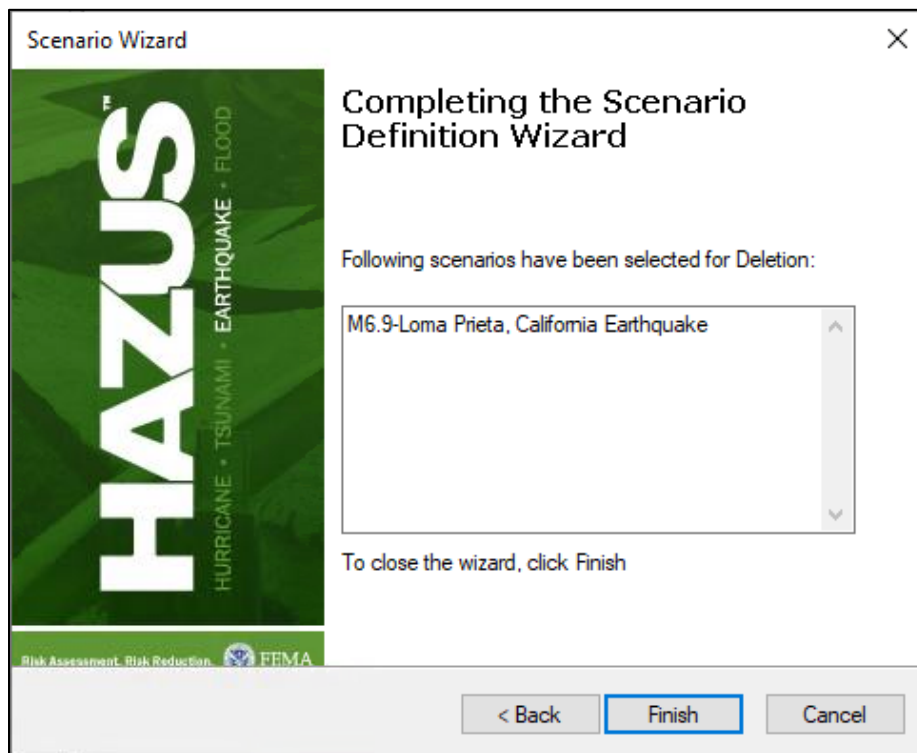 Scenario Wizard
HAZUS™
HURRICANE • TSUNAMI • EARTHQUAKE • FLOOD
Risk Assessment. Risk Reduction.
FEMA
Completing the Scenario
Definition Wizard
Following scenarios have been selected for Deletion:
M6.9-Loma Prieta, California Earthquake
To close the wizard, click Finish
< Back
Finish
Cancel